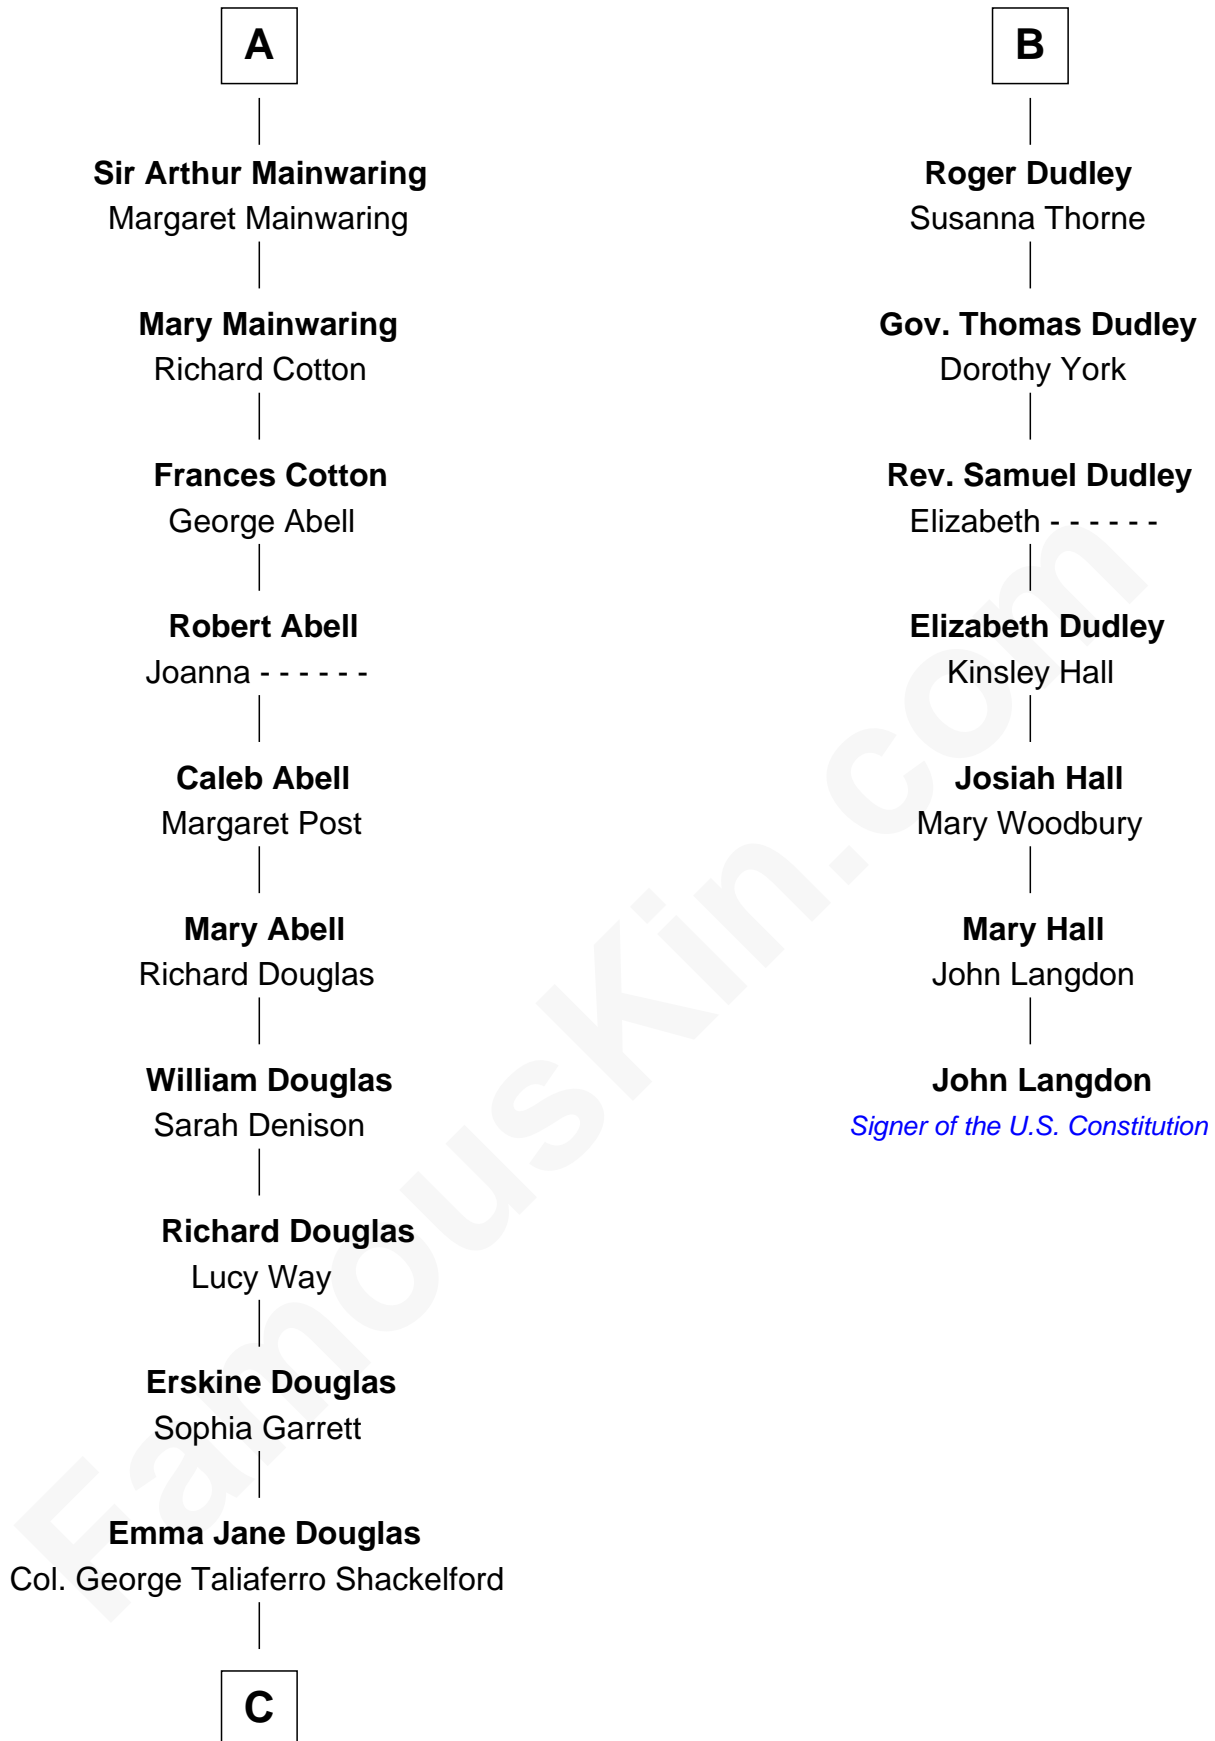 A
Sir Arthur Mainwaring
Margaret Mainwaring
Mary Mainwaring
Richard Cotton
Frances Cotton
George Abell
Robert Abell
Joanna - - - - - -
Caleb Abell
Margaret Post
Mary Abell
Richard Douglas
William Douglas
Sarah Denison
Richard Douglas
Lucy Way
Erskine Douglas
Sophia Garrett
Emma Jane Douglas
Col. George Taliaferro Shackelford
C
B
Roger Dudley
Susanna Thorne
Gov. Thomas Dudley
Dorothy York
Rev. Samuel Dudley
Elizabeth - - - - - -
Elizabeth Dudley
Kinsley Hall
Josiah Hall
Mary Woodbury
Mary Hall
John Langdon
John Langdon
Signer of the U.S. Constitution
FamousKin.com